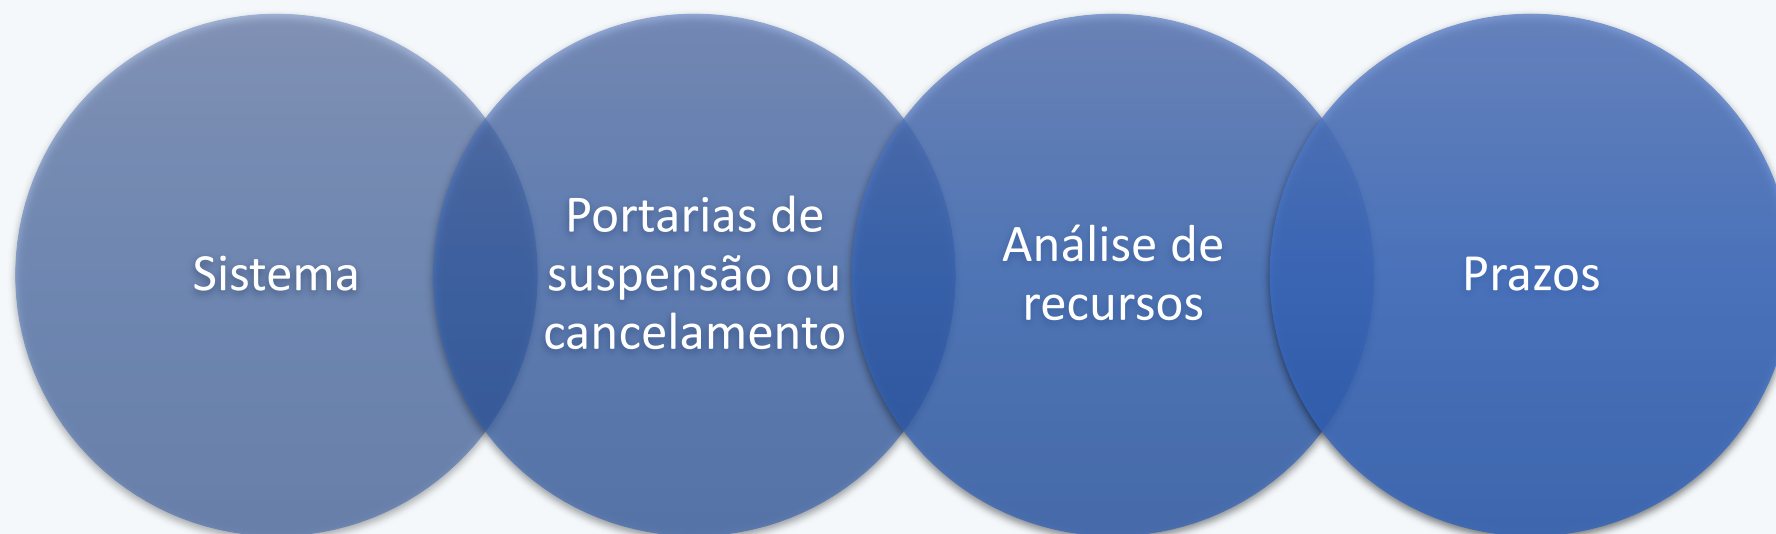 Sistema
Portarias de
suspensão ou
cancelamento
Análise de
recursos
Prazos